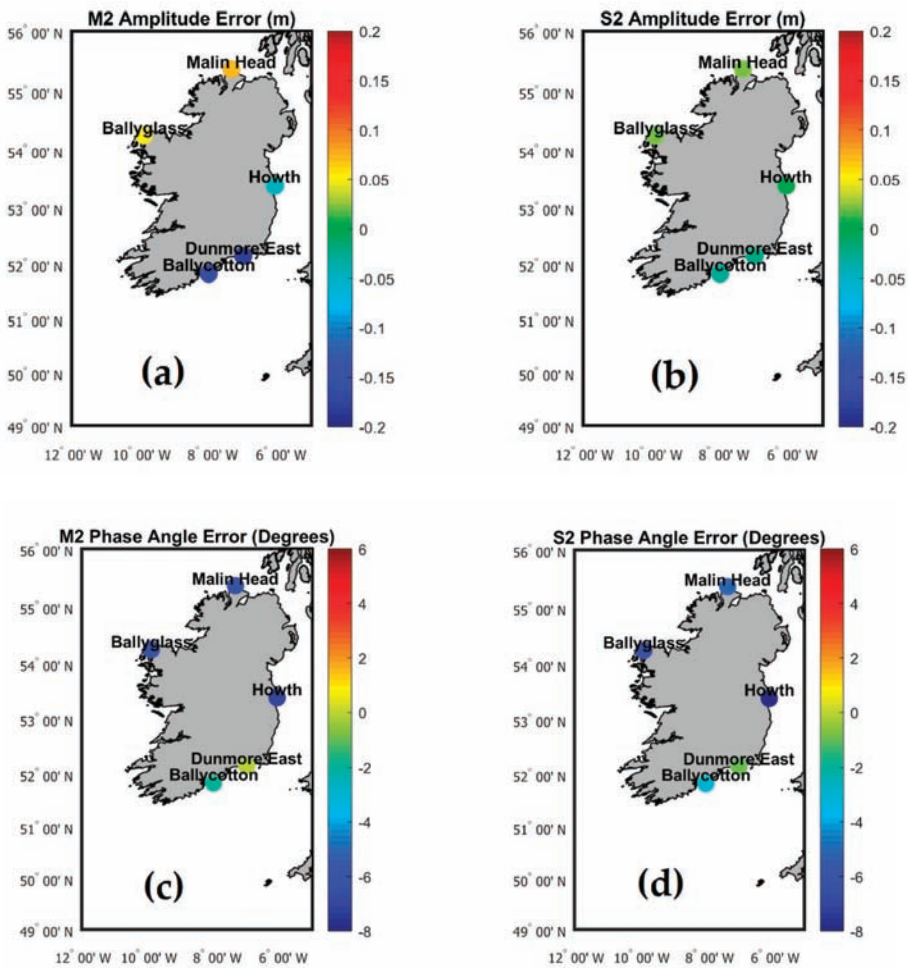 M2 Amplitude Error (m)
S2 Amplitude Error (m)
56° 00' N
55° 00' N
54° 00' N
53° 00' N
52° 00' N
51° 00' N
50° 00' N
49° 00' N
12° 00' W
10° 00' W
8° 00' W
6° 00' W
Malin Head
Ballyglass
Howth
Dunmore East
Ballycotton
(a)
0.2
0.15
0.1
0.05
0
-0.05
-0.1
-0.15
-0.2
56° 00' N
55° 00' N
54° 00' N
53° 00' N
52° 00' N
51° 00' N
50° 00' N
49° 00' N
12° 00' W
10° 00' W
8° 00' W
6° 00' W
Malin Head
Ballyglass
Howth
Dunmore East
Ballycotton
(b)
0.2
0.15
0.1
0.05
0
-0.05
-0.1
-0.15
-0.2
M2 Phase Angle Error (Degrees)
S2 Phase Angle Error (Degrees)
56° 00' N
55° 00' N
54° 00' N
53° 00' N
52° 00' N
51° 00' N
50° 00' N
49° 00' N
12° 00' W
10° 00' W
8° 00' W
6° 00' W
Malin Head
Ballyglass
Howth
Dunmore East
Ballycotton
(c)
6
4
2
0
-2
-4
-6
-8
56° 00' N
55° 00' N
54° 00' N
53° 00' N
52° 00' N
51° 00' N
50° 00' N
49° 00' N
12° 00' W
10° 00' W
8° 00' W
6° 00' W
Malin Head
Ballyglass
Howth
Dunmore East
Ballycotton
(d)
6
4
2
0
-2
-4
-6
-8